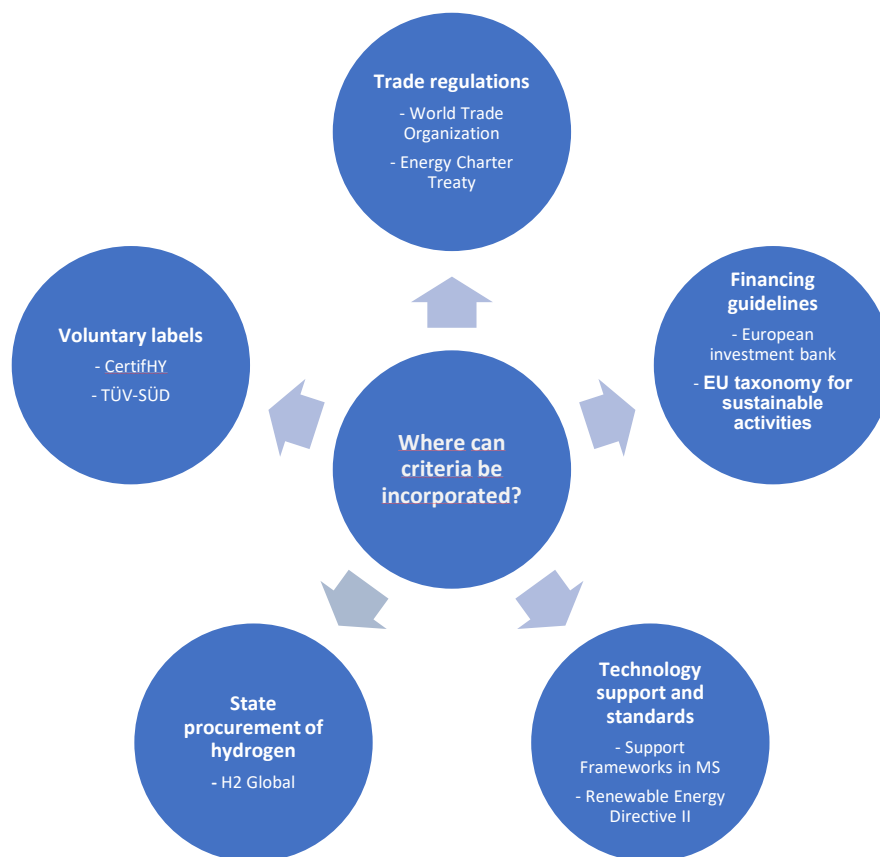 Trade regulations
- World Trade
Organization
- Energy Charter
Treaty
Financing
guidelines
- European
investment bank
- EU taxonomy for
sustainable
activities
Voluntary labels
- CertifHY
- TÜV-SÜD
Where can
criteria be
incorporated?
State
procurement of
hydrogen
- H2 Global
Technology
support and
standards
- Support
Frameworks in MS
- Renewable Energy
Directive II